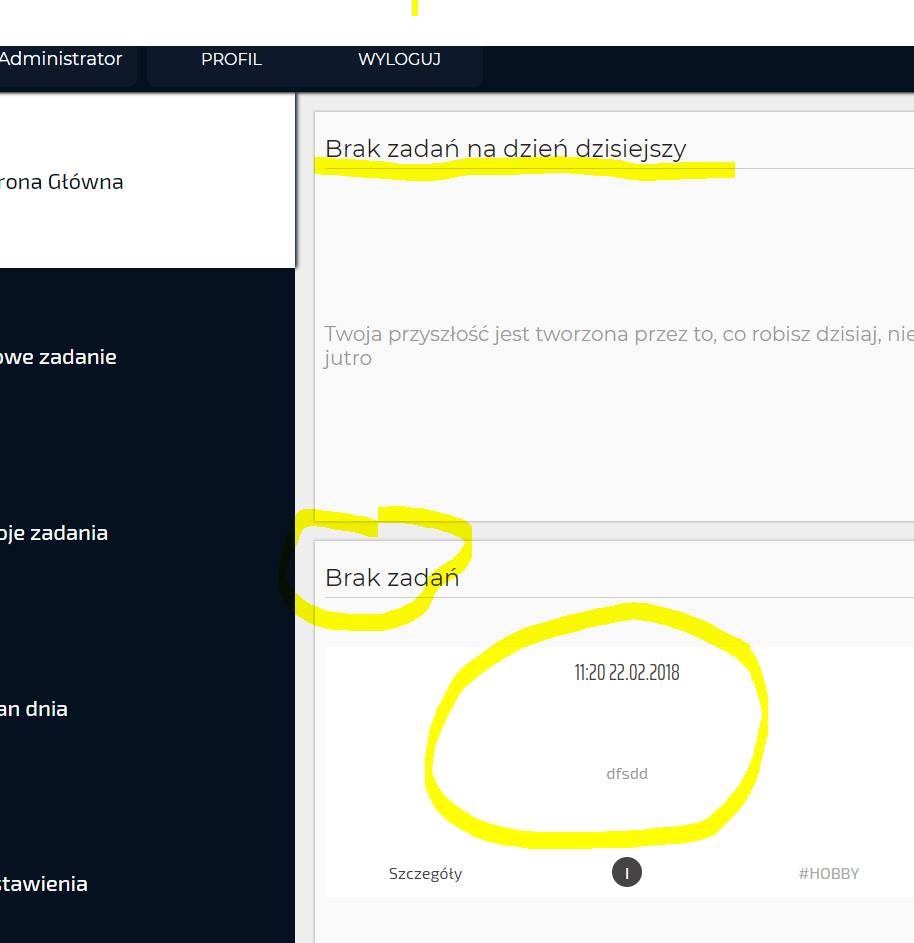 Administrator PROFIL WYLOGUJ
rona Główna
Brak zadań na dzień dzisiejszy
Twoja przyszłość jest tworzona przez to, co robisz dzisiaj, nie
jutro
owe zadanie
oje zadania
Brak zadań
11:20 22.02.2018
an dnia
dfsdd
Szczegóły I #HOBBY
stawienia